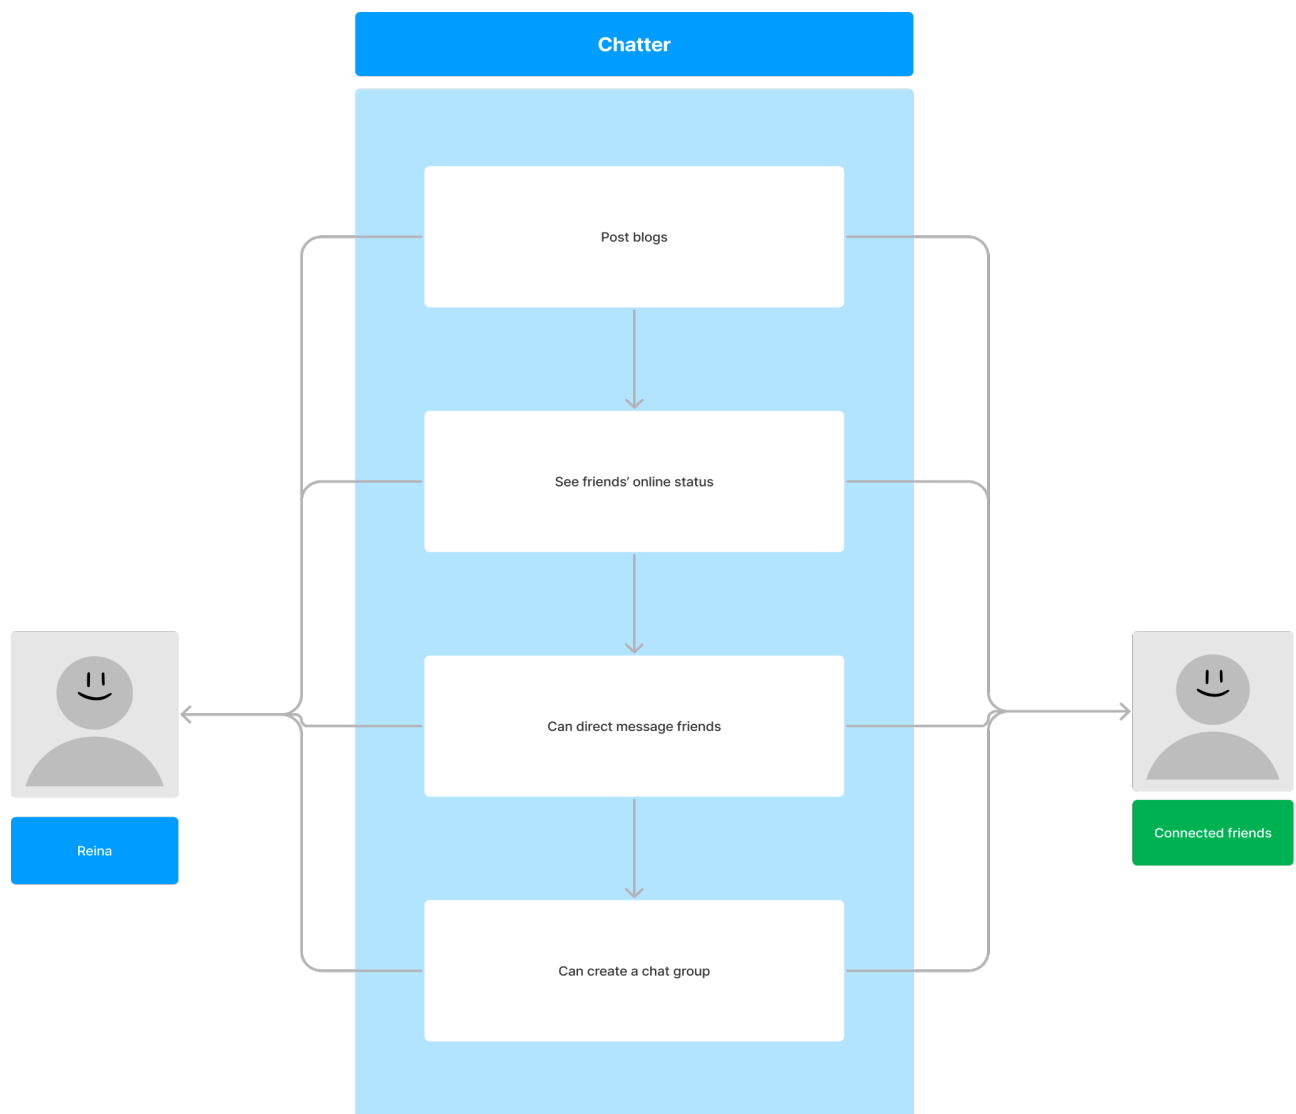 Chatter
Post blogs
See friends’ online status
Can direct message friends
Can create a chat group
Reina
Connected friends